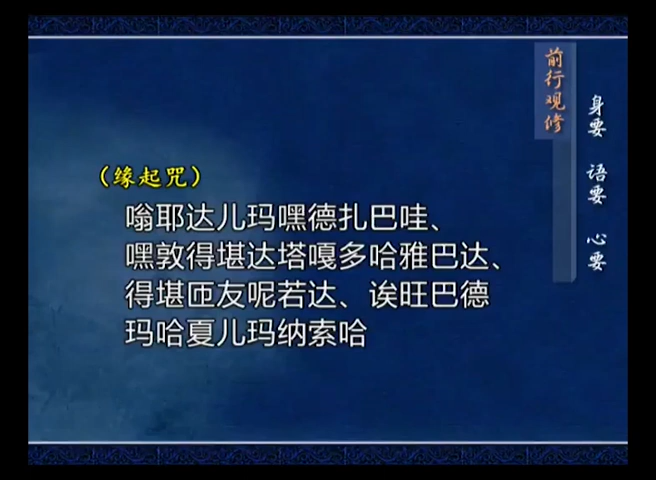 前行观修
身要 语要 心要
（缘起咒）
嗡耶达儿玛嘿德扎巴哇、
嘿敦得堪达塔嘎多哈雅巴达、
得堪匝友呢若达、诶旺巴德
玛哈夏儿玛纳索哈